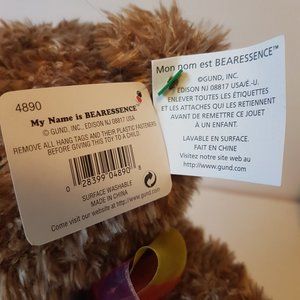 4890
My Name is BEARESSENCE™
© GUND, INC. EDISON NJ 08817 USA
REMOVE ALL HANG TAGS AND THEIR PLASTIC FASTENERS
BEFORE GIVING THIS TOY TO A CHILD.
0 28399 04890 8
SURFACE WASHABLE
MADE IN CHINA
Come visit our website at http://www.gund.com
Mon nom est BEARESSENCE™
©GUND, INC.
EDISON NJ 08817 USA/É.-U.
ENLEVER TOUTES LES ÉTIQUETTES
ET LES ATTACHES QUI LES RETIENNENT
AVANT DE REMETTRE CE JOUET
À UN ENFANT.
LAVABLE EN SURFACE.
FAIT EN CHINE
Visitez notre site web au
http://www.gund.com